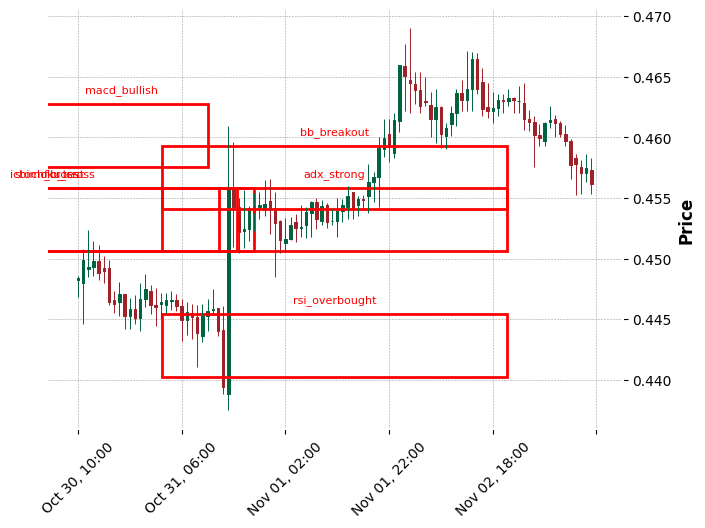 0.470
macd_bullish
0.465
bb_breakout
0.460
adx_strong
0.455
Price
0.450
rsi_overbought
0.445
0.440
Oct 30, 10:00
Oct 31, 06:00
Nov 01, 02:00
Nov 01, 22:00
Nov 02, 18:00